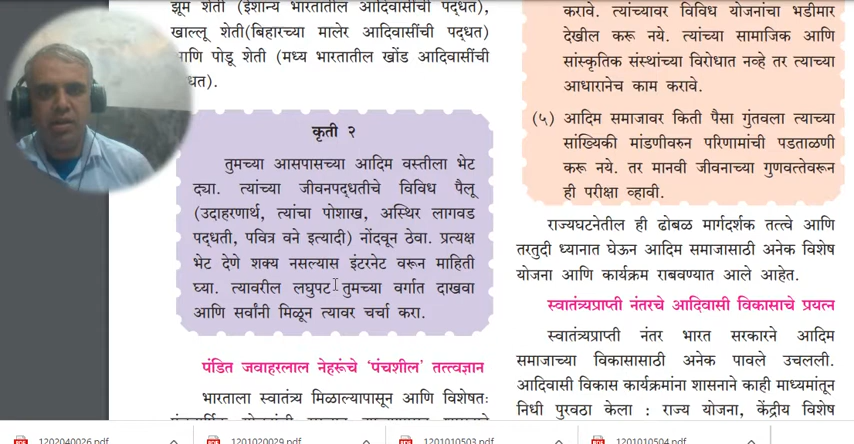 झूम शेती (ईशान्य भारतातील आदिवासींची पद्धत),
खाल्लू शेती(बिहारच्या मालेर आदिवासींची पद्धत)
आणि पोडू शेती (मध्य भारतातील खोंड आदिवासींची
कृती २
तुमच्या आसपासच्या आदिम वस्तीला भेट
द्या. त्यांच्या जीवनपद्धतीचे विविध पैलू
(उदाहरणार्थ, त्यांचा पोशाख, अस्थिर लागवड
पद्धती, पवित्र वने इत्यादी) नोंदवून ठेवा. प्रत्यक्ष
भेट देणे शक्य नसल्यास इंटरनेट वरून माहिती
घ्या. त्यावरील लघुपट तुमच्या वर्गात दाखवा
आणि सर्वांनी मिळून त्यावर चर्चा करा.
पंडित जवाहरलाल नेहरूंचे ‘पंचशील’ तत्त्वज्ञान
भारताला स्वातंत्र्य मिळाल्यापासून आणि विशेषतः
करावे. त्यांच्यावर विविध योजनांचा भडीमार
देखील करू नये. त्यांच्या सामाजिक आणि
सांस्कृतिक संस्थांच्या विरोधात नव्हे तर त्याच्या
आधारानेच काम करावे.
(५) आदिम समाजावर किती पैसा गुंतवला त्याच्या
सांख्यिकी मांडणीवरुन परिणामांची पडताळणी
करू नये. तर मानवी जीवनाच्या गुणवत्तेवरून
ही परीक्षा व्हावी.
राज्यघटनेतील ही ढोबळ मार्गदर्शक तत्त्वे आणि
तरतुदी ध्यानात घेऊन आदिम समाजासाठी अनेक विशेष
योजना आणि कार्यक्रम राबवण्यात आले आहेत.
स्वातंत्र्यप्राप्ती नंतरचे आदिवासी विकासाचे प्रयत्न
स्वातंत्र्यप्राप्ती नंतर भारत सरकारने आदिम
समाजाच्या विकासासाठी अनेक पावले उचलली.
आदिवासी विकास कार्यक्रमांना शासनाने काही माध्यमांतून
निधी पुरवठा केला : राज्य योजना, केंद्रीय विशेष
1202040026.pdf
1201020029.pdf
1201010503.pdf
1201010504.pdf